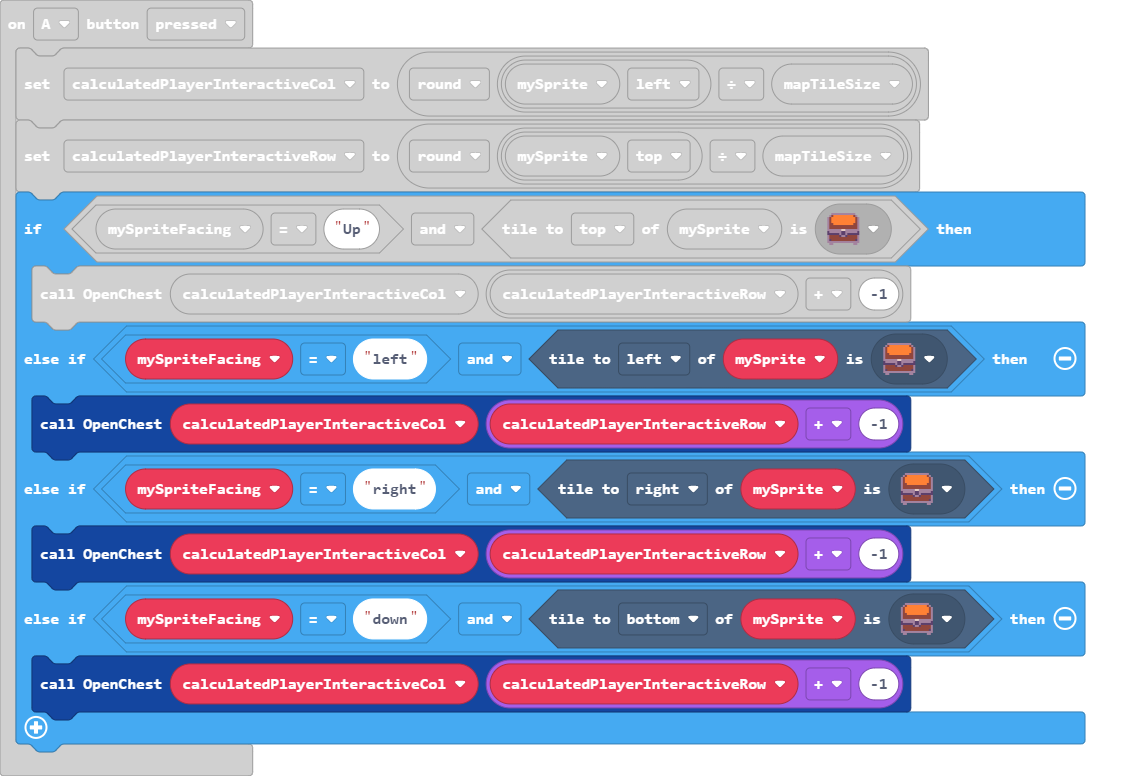 on A button pressed
set calculatedPlayerInteractiveCol to round mySprite left ÷ mapTileSize
set calculatedPlayerInteractiveRow to round mySprite top ÷ mapTileSize
if mySpriteFacing = "Up" and tile to top of mySprite is then
call OpenChest calculatedPlayerInteractiveCol calculatedPlayerInteractiveRow + -1
else if mySpriteFacing = "left" and tile to left of mySprite is then
call OpenChest calculatedPlayerInteractiveCol calculatedPlayerInteractiveRow + -1
else if mySpriteFacing = "right" and tile to right of mySprite is then
call OpenChest calculatedPlayerInteractiveCol calculatedPlayerInteractiveRow + -1
else if mySpriteFacing = "down" and tile to bottom of mySprite is then
call OpenChest calculatedPlayerInteractiveCol calculatedPlayerInteractiveRow + -1